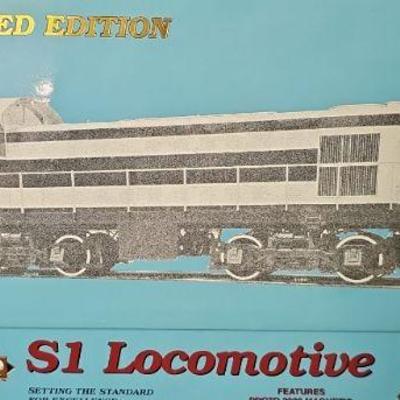 ED EDITION
S1 Locomotive
SETTING THE STANDARD
FEATURES